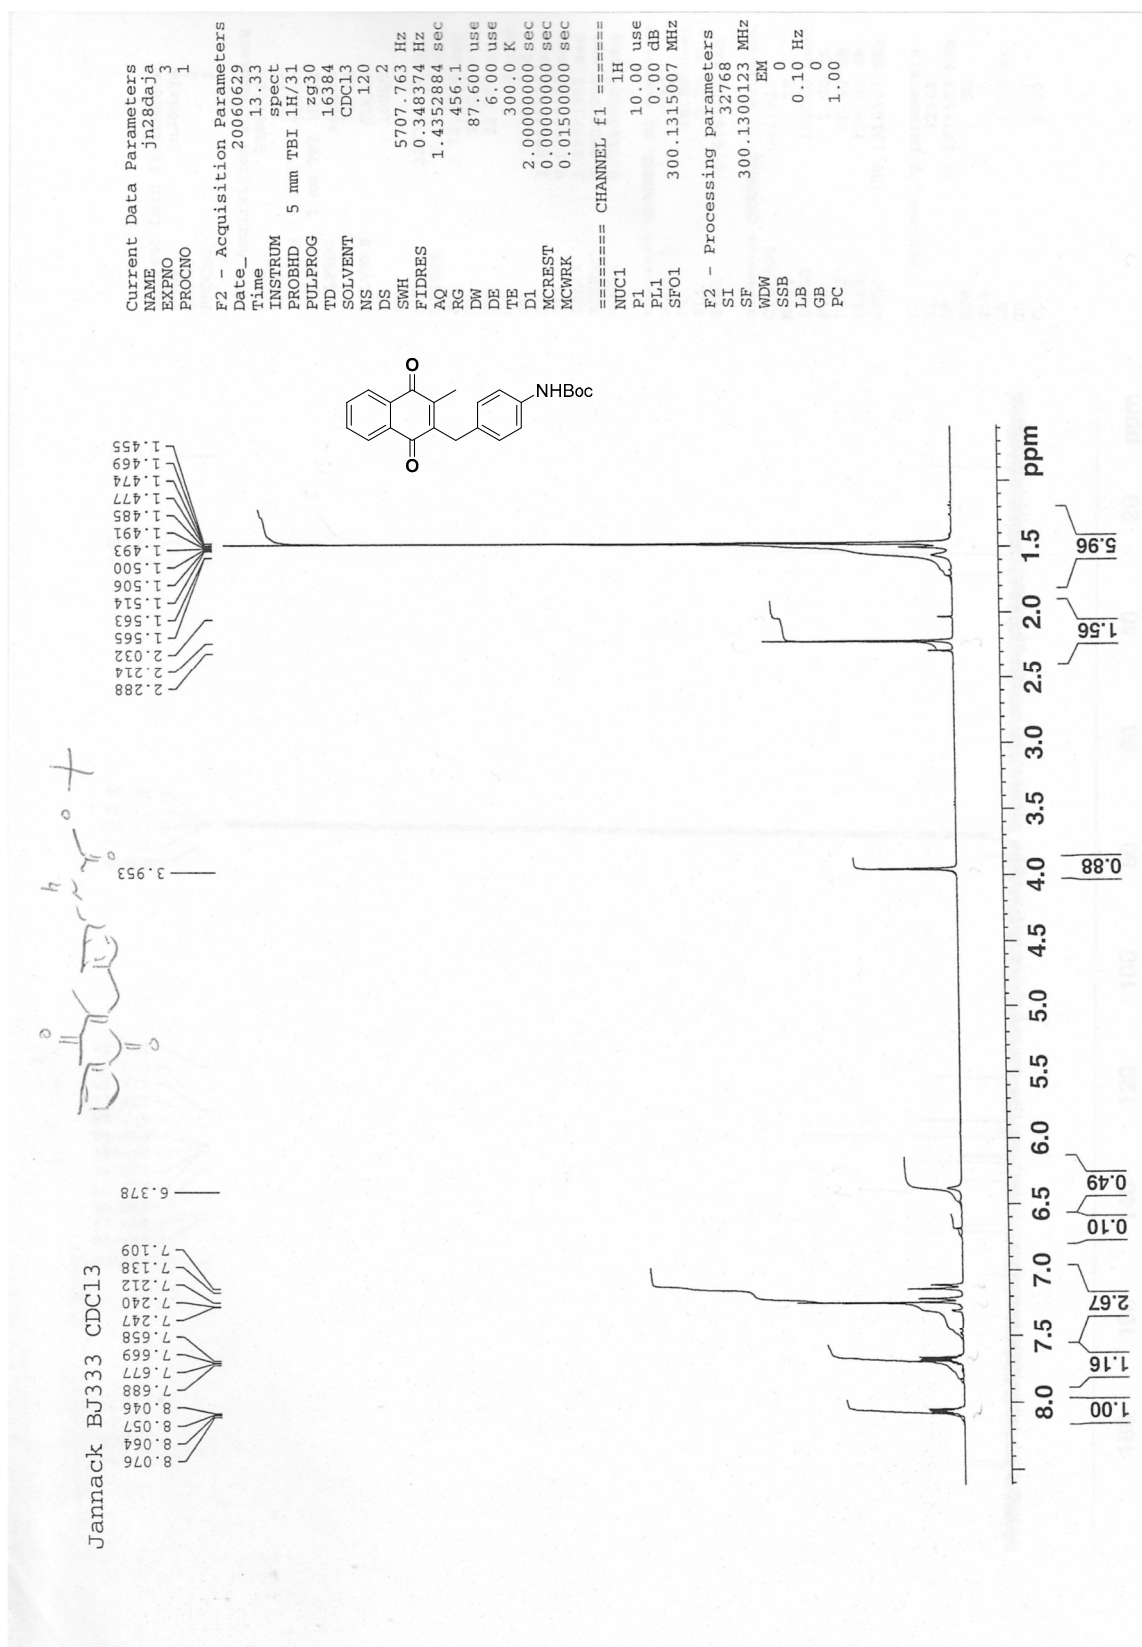 Current Data Parameters
NAME jn28daja
EXPNO 3
PROCNO 1
F2 - Acquisition Parameters
Date_ 20060629
Time 13.33
INSTRUM spect
PROBHD 5 mm TBI 1H/31
PULPROG zg30
TD 16384
SOLVENT CDCl3
NS 120
DS 2
SWH 5707.763 Hz
FIDRES 0.348374 Hz
AQ 1.4352884 sec
RG 456.1
DW 87.600 use
DE 6.00 use
TE 300.0 K
D1 2.00000000 sec
MCREST 0.00000000 sec
MCWRK 0.01500000 sec
======== CHANNEL f1 ========
NUC1 1H
P1 10.00 use
PL1 0.00 dB
SFO1 300.1315007 MHz
F2 - Processing parameters
SI 32768
SF 300.1300123 MHz
WDW EM
SSB 0
LB 0.10 Hz
GB 0
PC 1.00
O
O
NHBoc
Jannack BJ333 CDCl3
O
O
H
N
O
O
8.076
8.064
8.057
8.046
7.688
7.677
7.669
7.658
7.247
7.240
7.212
7.138
7.109
6.378
3.953
2.288
2.214
2.032
1.565
1.563
1.514
1.506
1.500
1.493
1.491
1.485
1.477
1.474
1.469
1.455
8.0 7.5 7.0 6.5 6.0 5.5 5.0 4.5 4.0 3.5 3.0 2.5 2.0 1.5 ppm
1.00
1.16
2.67
0.10
0.49
0.88
1.56
5.96